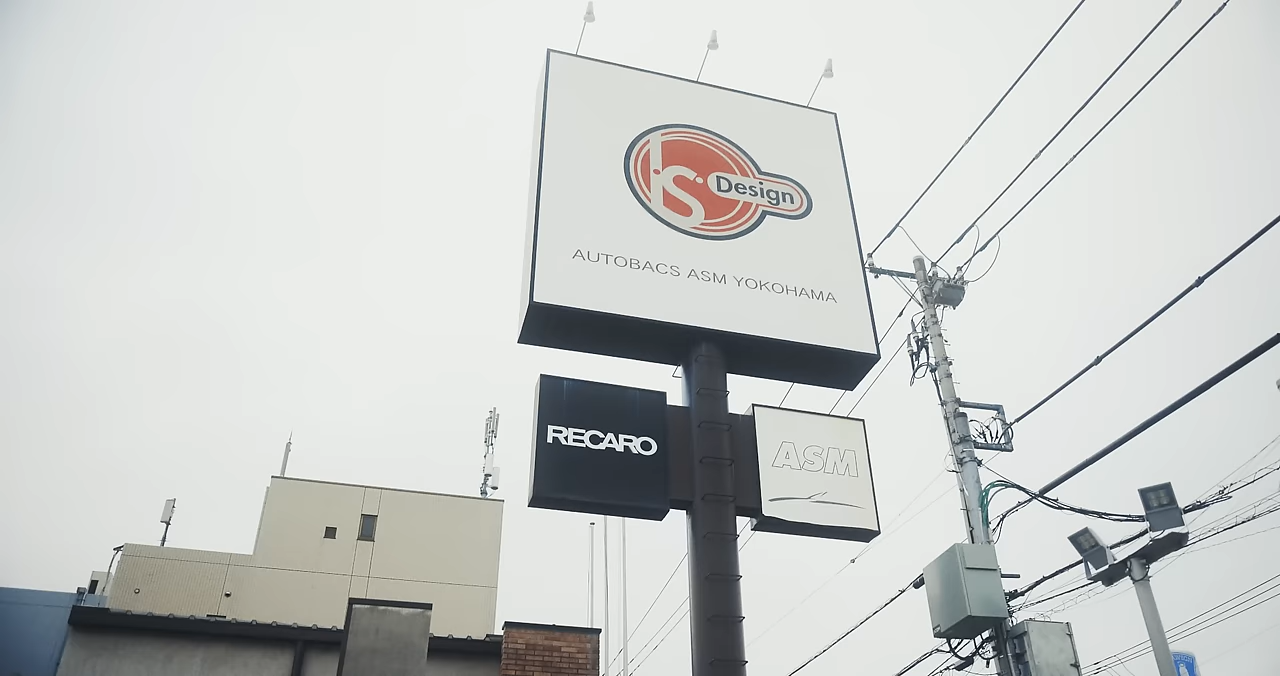 i.s.
Design
AUTOBACS ASM YOKOHAMA
RECARO
ASM